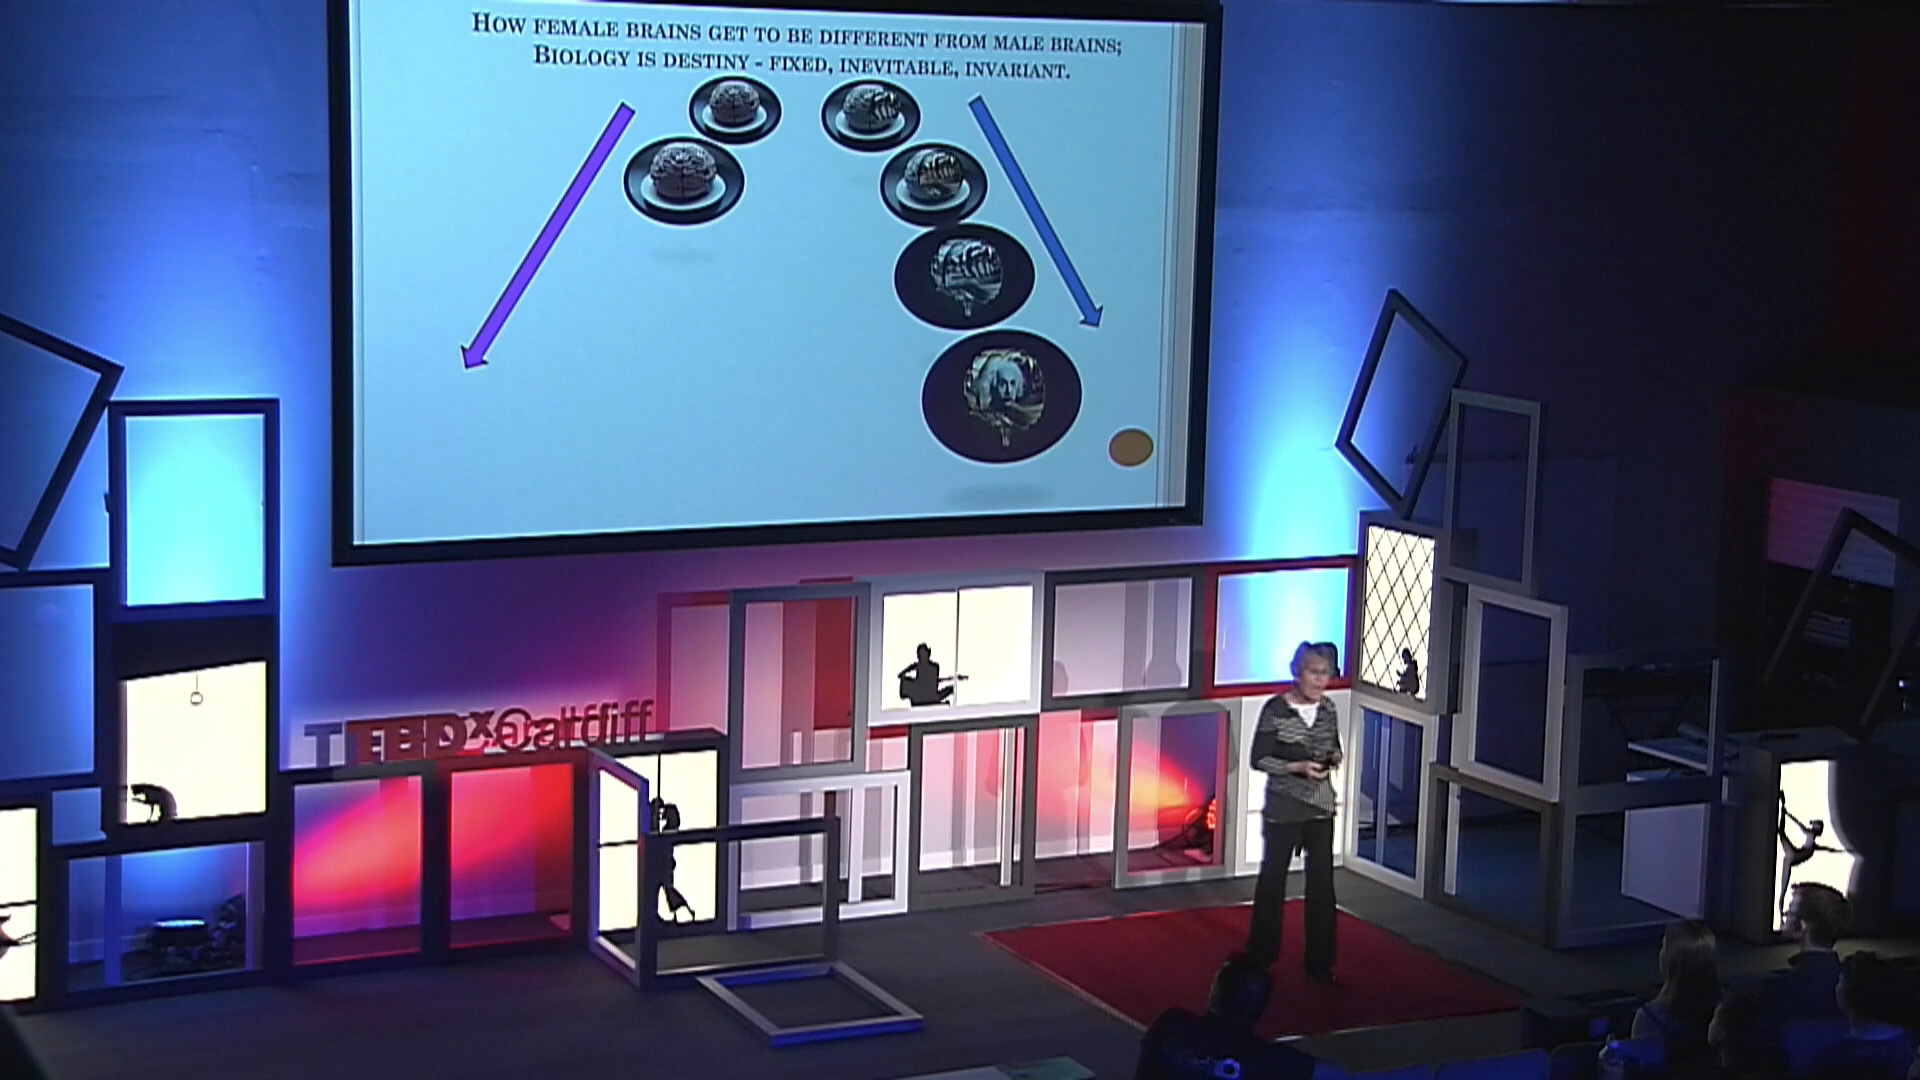 How female brains get to be different from male brains;
Biology is destiny - fixed, inevitable, invariant.
TEDxCardiff